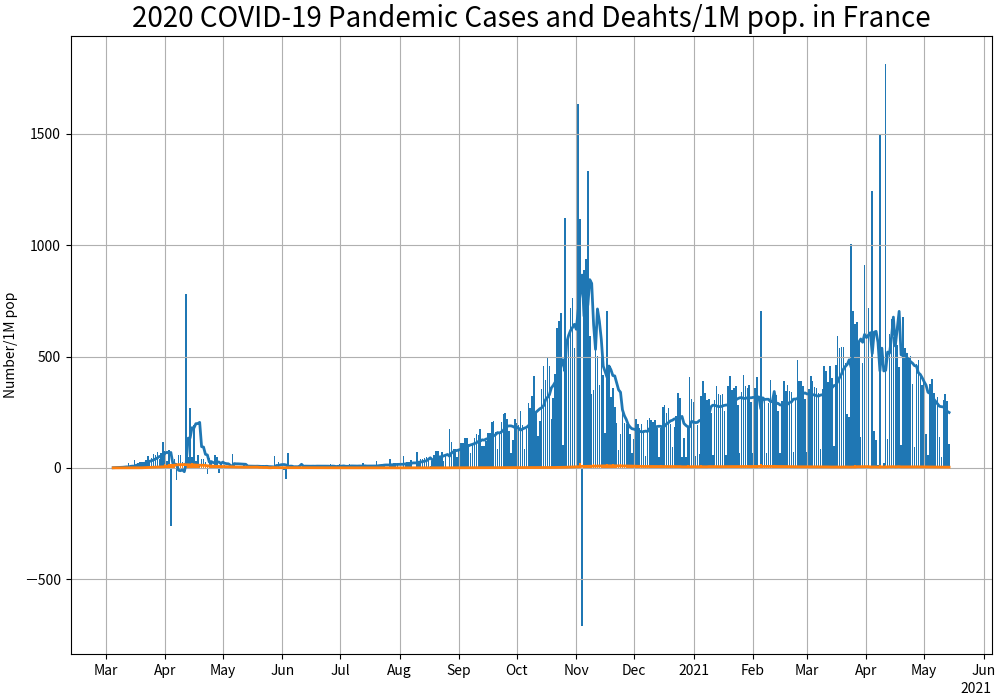 2020 COVID-19 Pandemic Cases and Deahts/1M pop. in France
Number/1M pop
1500
1000
500
0
−500
Mar Apr May Jun Jul Aug Sep Oct Nov Dec 2021 Feb Mar Apr May Jun
2021